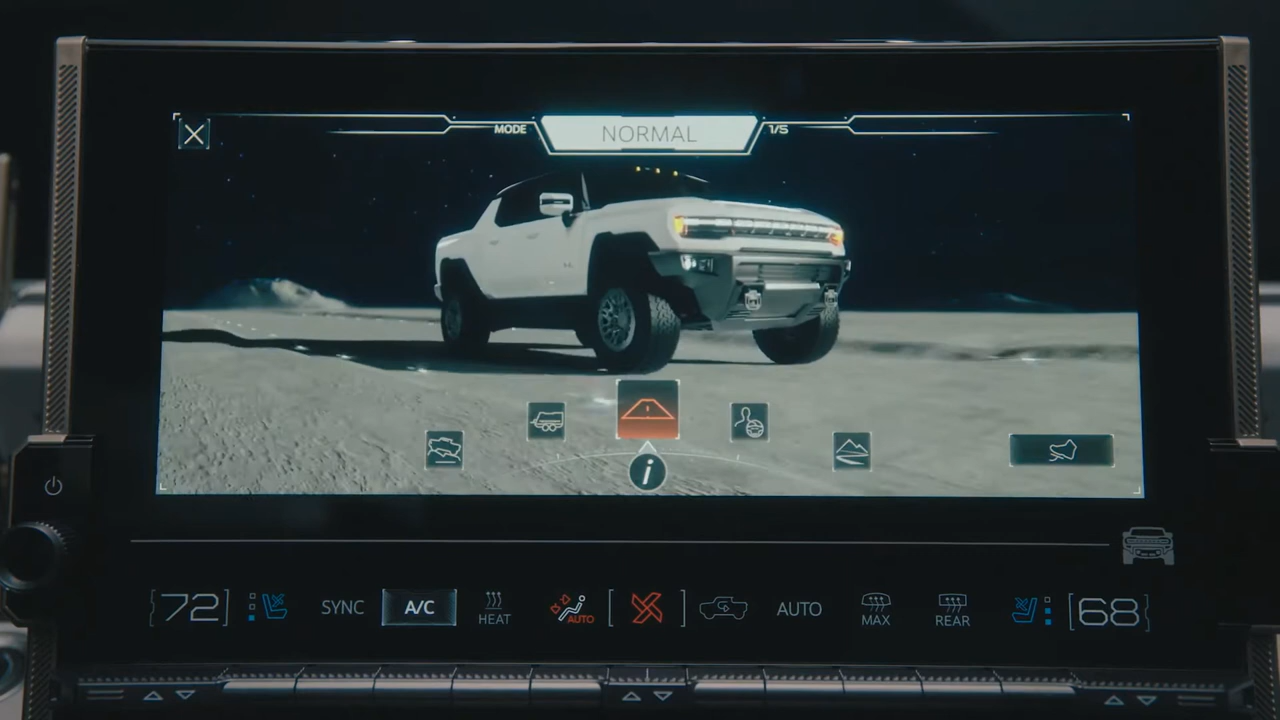 MODE
NORMAL
1/5
i
72
SYNC
A/C
HEAT
AUTO
AUTO
MAX
REAR
68